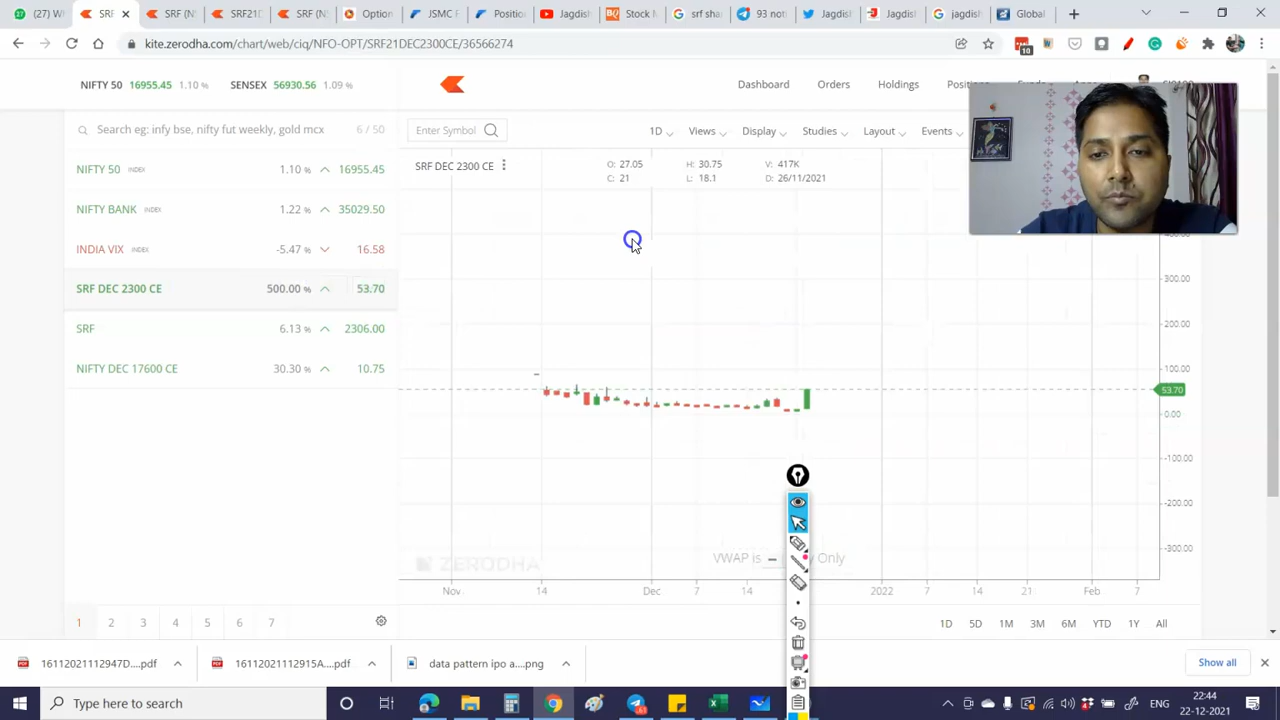 (27) W
SRF
SRF (N
SRF21D
SRF (N
Option
JSMC F
Position
Jagdish
Stock M
srf shar
93 noti
Jagdish
Jagdish
jagdish
Global
kite.zerodha.com/chart/web/ciq/NFO-OPT/SRF21DEC2300CE/36566274
10
NIFTY 50 16955.45 1.10 %
SENSEX 56930.56 1.09 %
Dashboard
Orders
Holdings
Search eg: infy bse, nifty fut weekly, gold mcx
6 / 50
Enter Symbol
1D
Views
Display
Studies
Layout
Events
NIFTY 50 INDEX 1.10 % 16955.45
NIFTY BANK INDEX 1.22 % 35029.50
INDIA VIX INDEX -5.47 % 16.58
SRF DEC 2300 CE 500.00 % 53.70
SRF 6.13 % 2306.00
NIFTY DEC 17600 CE 30.30 % 10.75
SRF DEC 2300 CE
O: 27.05 H: 30.75 V: 417K
C: 21 L: 18.1 D: 26/11/2021
300.00
200.00
100.00
53.70
0.00
-100.00
-200.00
-300.00
ZERODHA
VWAP is
Only
Nov 14 Dec 7 14 2022 7 14 21 Feb 7
1 2 3 4 5 6 7
1D 5D 1M 3M 6M YTD 1Y All
16112021112947D....pdf
16112021112915A....pdf
data pattern ipo a....png
Show all
Type here to search
ENG
22:44
22-12-2021